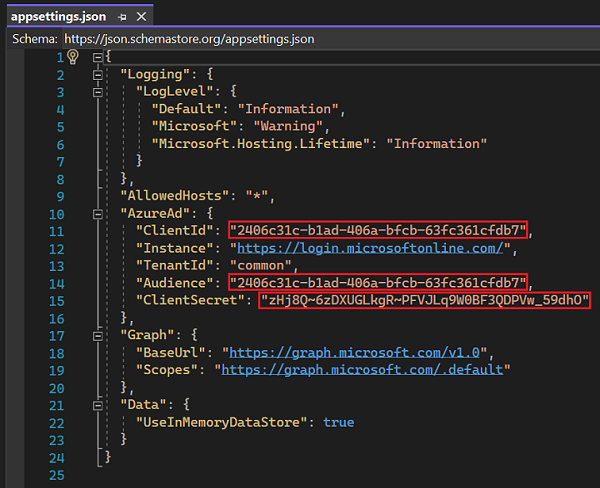 appsettings.json
Schema: https://json.schemastore.org/appsettings.json
1 {
2 "Logging": {
3 "LogLevel": {
4 "Default": "Information",
5 "Microsoft": "Warning",
6 "Microsoft.Hosting.Lifetime": "Information"
7 }
8 },
9 "AllowedHosts": "*",
10 "AzureAd": {
11 "ClientId": "2406c31c-b1ad-406a-bfcb-63fc361cfdb7",
12 "Instance": "https://login.microsoftonline.com/",
13 "TenantId": "common",
14 "Audience": "2406c31c-b1ad-406a-bfcb-63fc361cfdb7",
15 "ClientSecret": "zHj8Q~6zDXUGLkgR~PFVJLq9W0BF3QDPVw_59dhO"
16 },
17 "Graph": {
18 "BaseUrl": "https://graph.microsoft.com/v1.0",
19 "Scopes": "https://graph.microsoft.com/.default"
20 },
21 "Data": {
22 "UseInMemoryDataStore": true
23 }
24 }
25